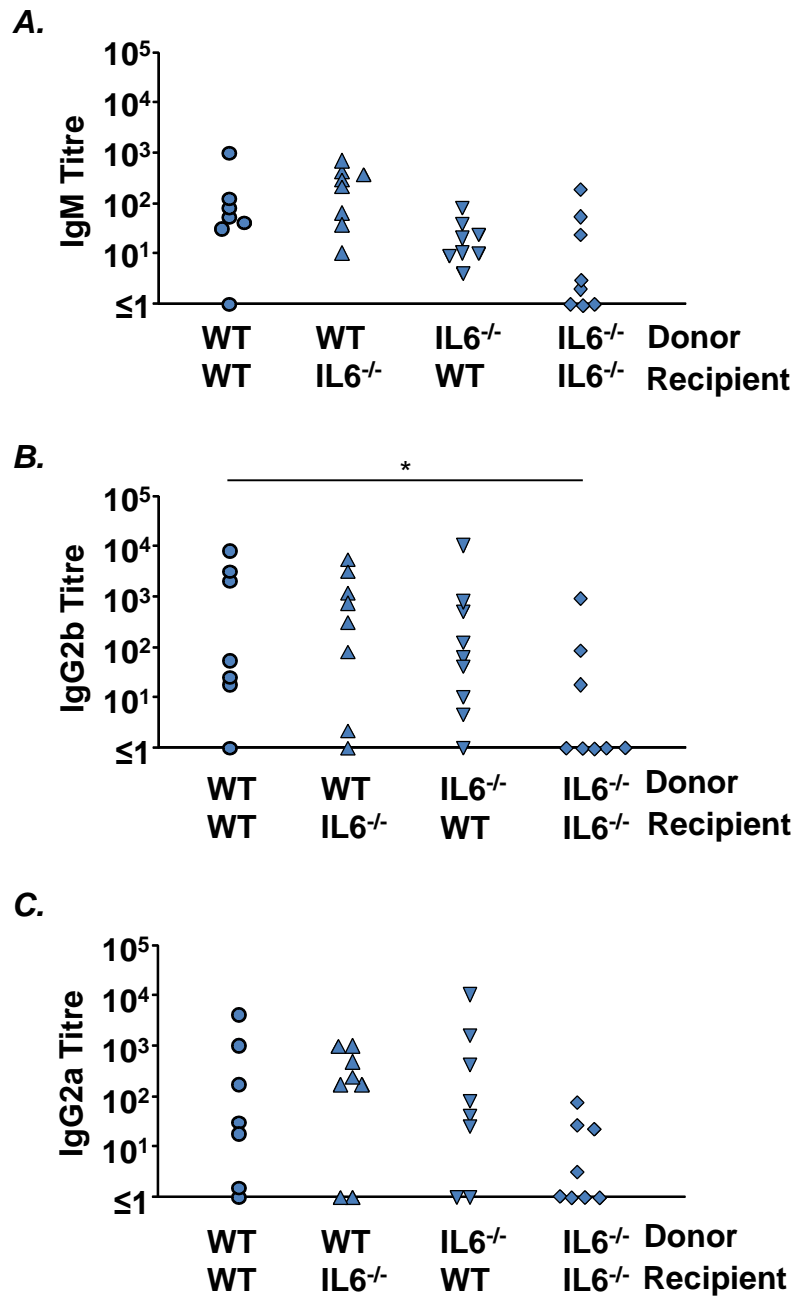 A.
IgM Titre
10⁵
10⁴
10³
10²
10¹
≤1
WT WT IL6⁻/⁻ IL6⁻/⁻ Donor
WT IL6⁻/⁻ WT IL6⁻/⁻ Recipient
B.
*
IgG2b Titre
10⁵
10⁴
10³
10²
10¹
≤1
WT WT IL6⁻/⁻ IL6⁻/⁻ Donor
WT IL6⁻/⁻ WT IL6⁻/⁻ Recipient
C.
IgG2a Titre
10⁵
10⁴
10³
10²
10¹
≤1
WT WT IL6⁻/⁻ IL6⁻/⁻ Donor
WT IL6⁻/⁻ WT IL6⁻/⁻ Recipient